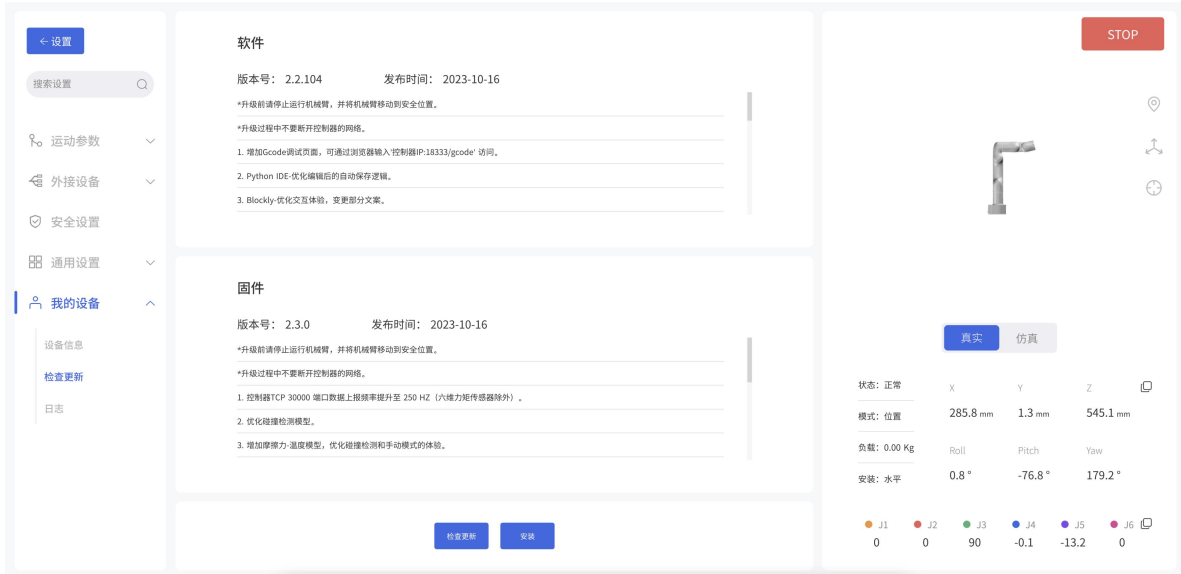 ←设置
搜索设置
运动参数
外接设备
安全设置
通用设置
我的设备
设备信息
检查更新
日志
软件
版本号： 2.2.104 发布时间： 2023-10-16
*升级前请停止运行机械臂，并将机械臂移动到安全位置。
*升级过程中不要断开控制器的网络。
1. 增加Gcode调试页面，可通过浏览器输入'控制器IP:18333/gcode' 访问。
2. Python IDE-优化编辑后的自动保存逻辑。
3. Blockly-优化交互体验，变更部分文案。
固件
版本号： 2.3.0 发布时间： 2023-10-16
*升级前请停止运行机械臂，并将机械臂移动到安全位置。
*升级过程中不要断开控制器的网络。
1. 控制器TCP 30000 端口数据上报频率提升至 250 HZ（六维力矩传感器除外）。
2. 优化碰撞检测模型。
3. 增加摩擦力-温度模型，优化碰撞检测和手动模式的体验。
检查更新 安装
STOP
真实 仿真
状态：正常
模式：位置
负载：0.00 Kg
安装：水平
X Y Z
285.8 mm 1.3 mm 545.1 mm
Roll Pitch Yaw
0.8 ° -76.8 ° 179.2 °
J1 J2 J3 J4 J5 J6
0 0 90 -0.1 -13.2 0